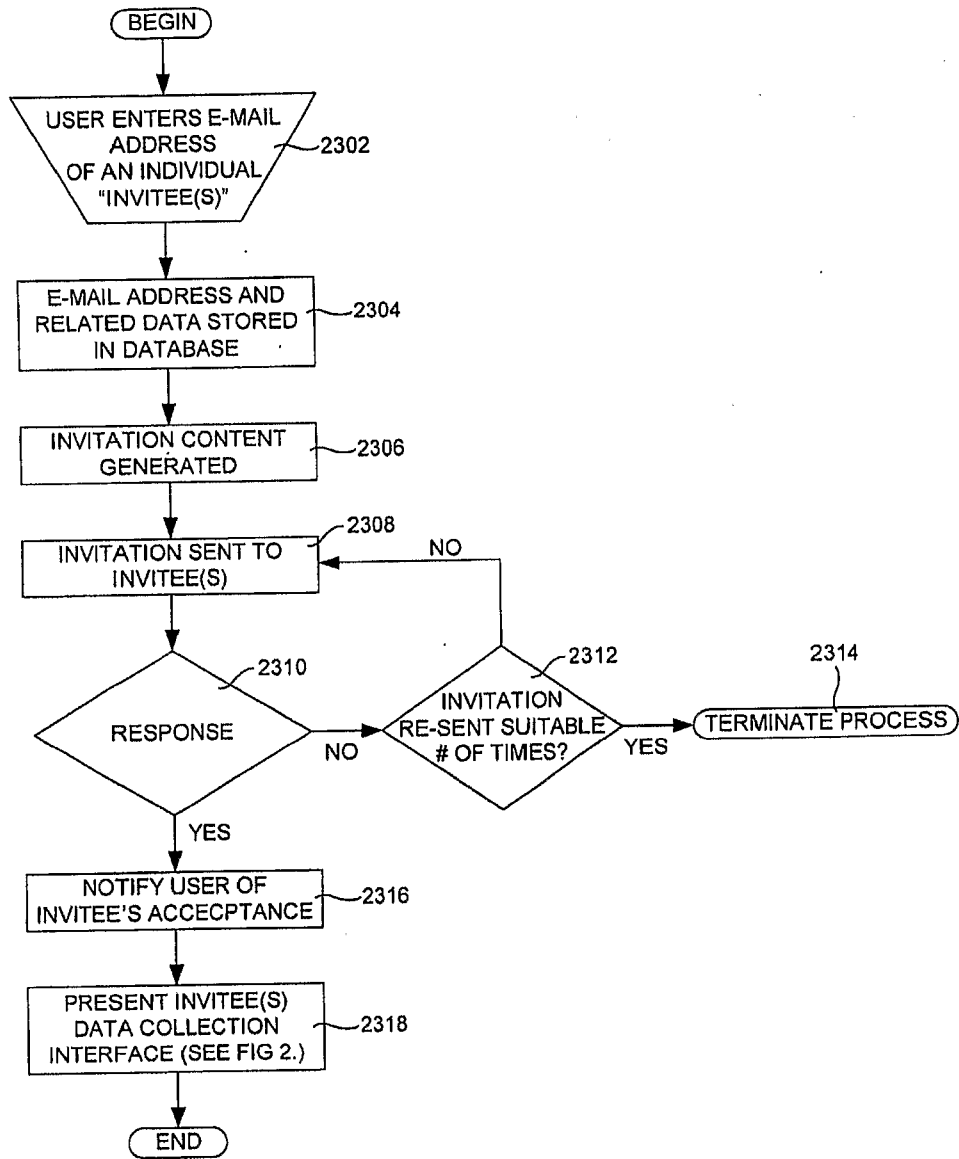 BEGIN
USER ENTERS E-MAIL
ADDRESS
OF AN INDIVIDUAL
"INVITEE(S)"
2302
E-MAIL ADDRESS AND
RELATED DATA STORED
IN DATABASE
2304
INVITATION CONTENT
GENERATED
2306
INVITATION SENT TO
INVITEE(S)
2308
NO
RESPONSE
2310
NO
INVITATION
RE-SENT SUITABLE
# OF TIMES?
2312
YES
2314
TERMINATE PROCESS
YES
NOTIFY USER OF
INVITEE'S ACCECPTANCE
2316
PRESENT INVITEE(S)
DATA COLLECTION
INTERFACE (SEE FIG 2.)
2318
END